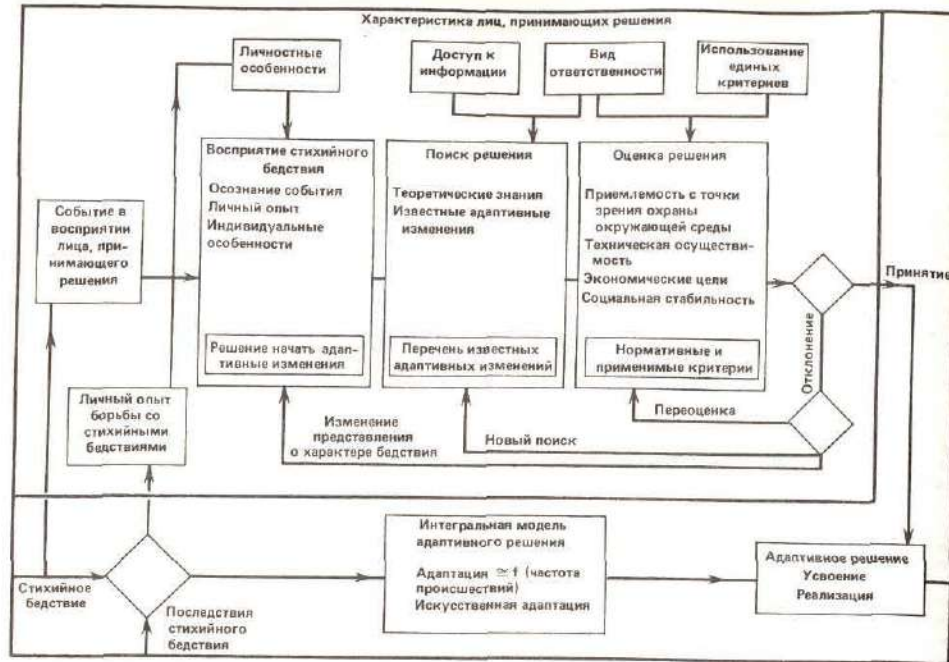 Характеристика лиц, принимающих решения
Личностные
особенности
Доступ к
информации
Вид
ответственности
Использование
единых
критериев
Восприятие стихийного
бедствия
Осознание события
Личный опыт
Индивидуальные
особенности
Решение начать адап-
тивные изменения
Поиск решения
Теоретические знания
Известные адаптивные
изменения
Перечень известных
адаптивных изменений
Оценка решения
Приемлемость с точки
зрения охраны
окружающей среды
Техническая осуществи-
мость
Экономические цели
Социальная стабильность
Нормативные и
применимые критерии
Событие в
восприятии
лица, при-
нимающего
решения
Принятие
Отклонение
Личный опыт
борьбы со
стихийными
бедствиями
Изменение
представления
о характере бедствия
Новый поиск
Переоценка
Стихийное
бедствие
Последствия
стихийного
бедствия
Интегральная модель
адаптивного решения
Адаптация ≅ f (частота
происшествий)
Искусственная адаптация
Адаптивное решение
Усвоение
Реализация